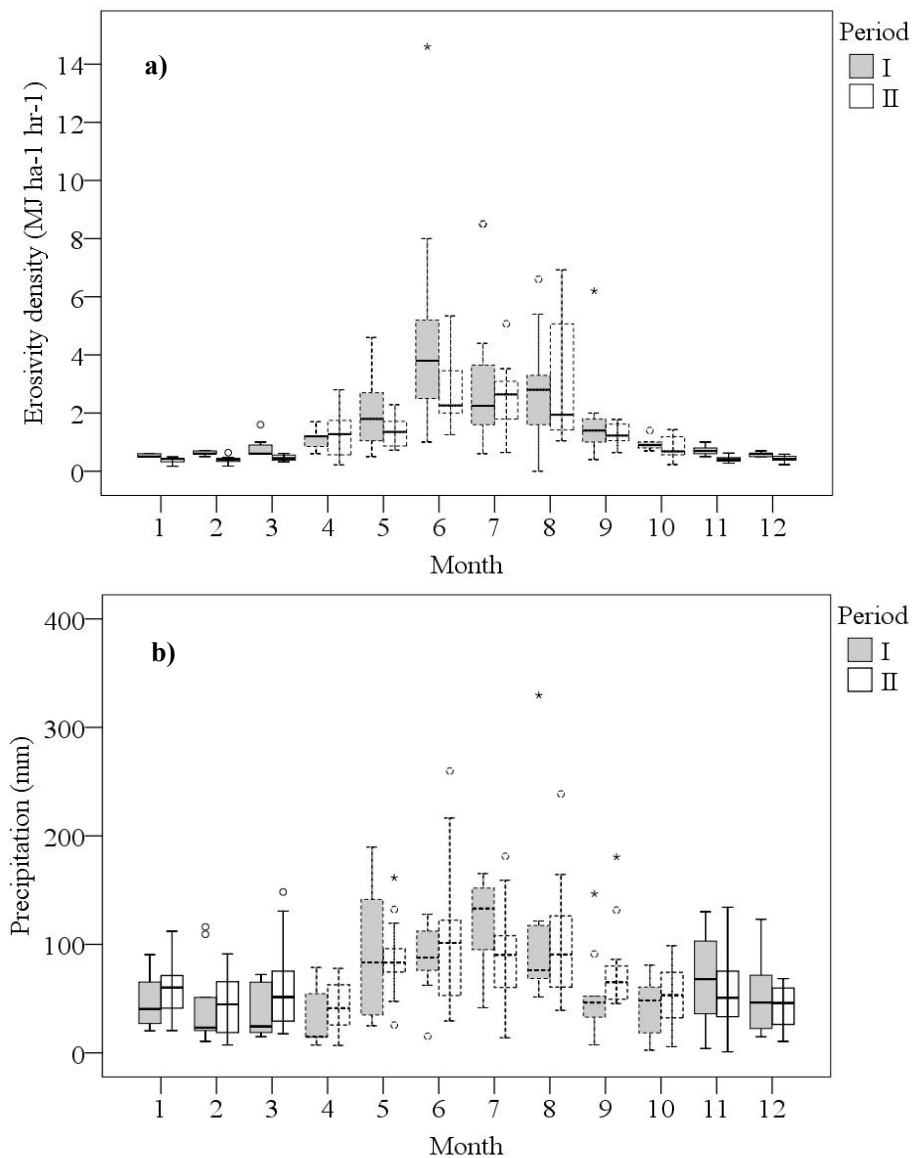 a)
Period
I
II
Erosivity density (MJ ha-1 hr-1)
14
12
10
8
6
4
2
0
1 2 3 4 5 6 7 8 9 10 11 12
Month
b)
Period
I
II
Precipitation (mm)
400
300
200
100
0
1 2 3 4 5 6 7 8 9 10 11 12
Month